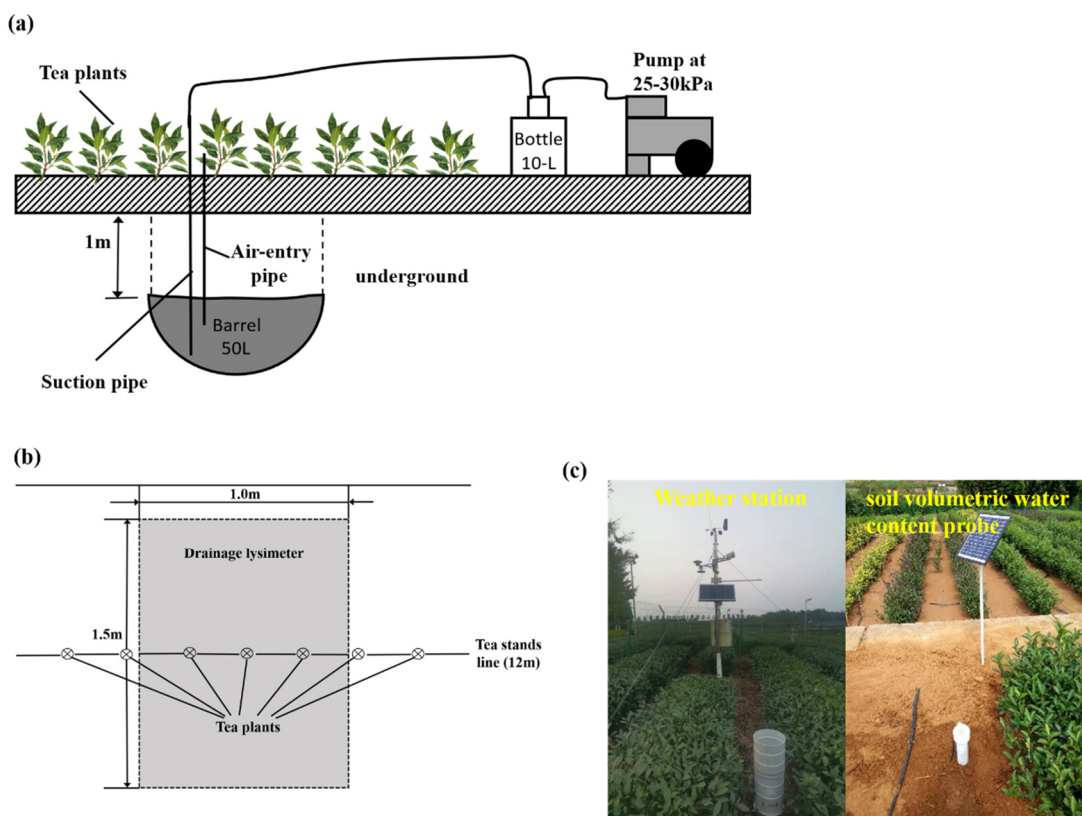 (a)
Tea plants
Pump at
25-30kPa
Bottle
10-L
1m
Air-entry
pipe
underground
Barrel
50L
Suction pipe
(b)
1.0m
Drainage lysimeter
1.5m
Tea stands
line (12m)
Tea plants
(c)
Weather station
soil volumetric water
content probe